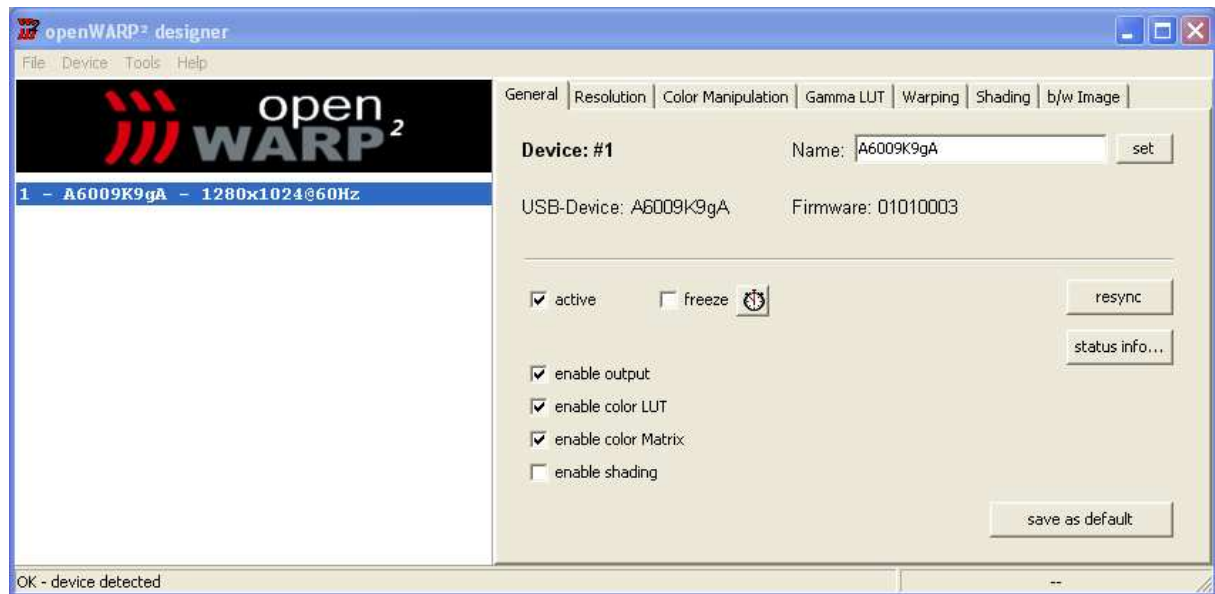 openWARP² designer
File Device Tools Help
open
WARP²
1 - A6009K9gA - 1280x1024@60Hz
General Resolution Color Manipulation Gamma LUT Warping Shading b/w Image
Device: #1 Name: A6009K9gA set
USB-Device: A6009K9gA Firmware: 01010003
active freeze resync
status info...
enable output
enable color LUT
enable color Matrix
enable shading
save as default
OK - device detected --